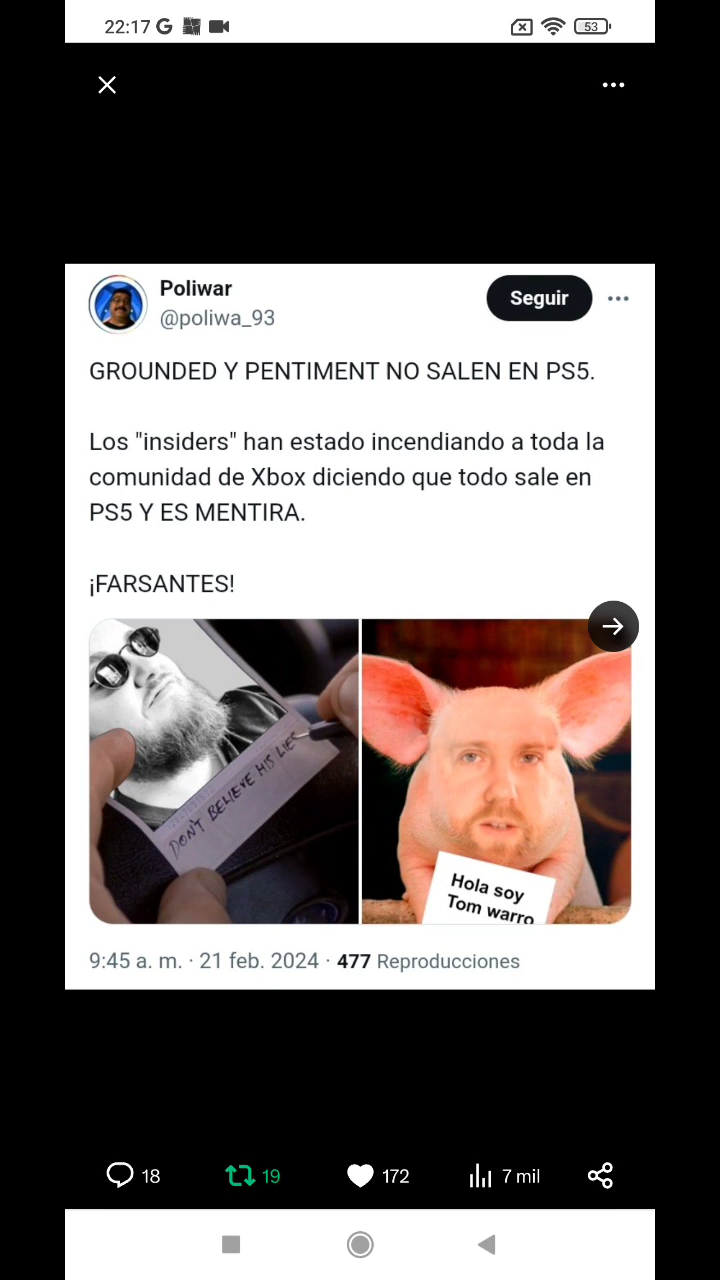 22:17
53
Poliwar
@poliwa_93
Seguir
GROUNDED Y PENTIMENT NO SALEN EN PS5.
Los "insiders" han estado incendiando a toda la
comunidad de Xbox diciendo que todo sale en
PS5 Y ES MENTIRA.
¡FARSANTES!
DON'T BELIEVE HIS LIES
Hola soy
Tom warro
9:45 a. m. · 21 feb. 2024 · 477 Reproducciones
18
19
172
7 mil